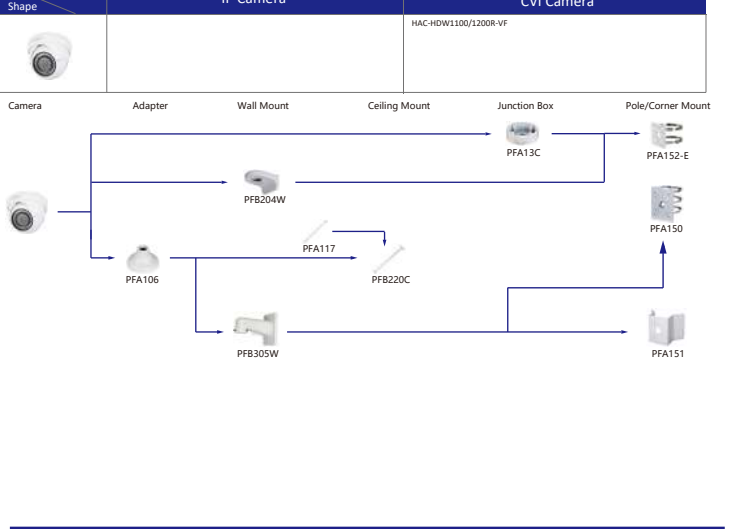 Shape
IP Camera
CVI Camera
HAC-HDW1100/1200R-VF
Camera
Adapter
Wall Mount
Ceiling Mount
Junction Box
Pole/Corner Mount
PFA13C
PFA152-E
PFB204W
PFA150
PFA117
PFA106
PFB220C
PFB305W
PFA151